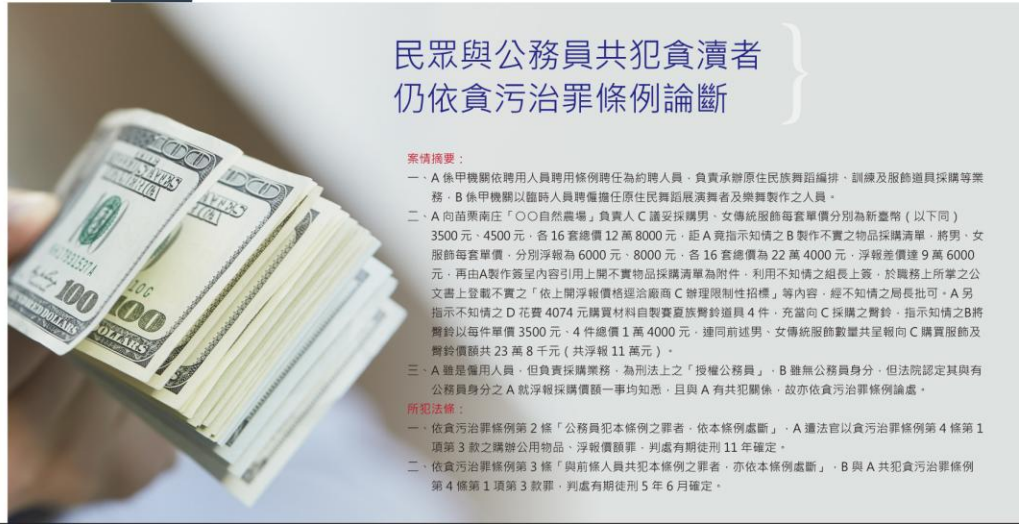 民眾與公務員共犯貪瀆者
仍依貪污治罪條例論斷
案情摘要：
一、A 係甲機關依聘用人員聘用條例聘任為約聘人員，負責承辦原住民族舞蹈編排、訓練及服飾道具採購等業
務，B 係甲機關以臨時人員聘僱擔任原住民舞蹈展演舞者及樂舞製作之人員。
二、A 向苗栗南庄「○○自然農場」負責人 C 議妥採購男、女傳統服飾每套單價分別為新臺幣（以下同）
3500 元、4500 元，各 16 套總價 12 萬 8000 元，詎 A 竟指示知情之 B 製作不實之物品採購清單，將男、女
服飾每套單價，分別浮報為 6000 元、8000 元，各 16 套總價為 22 萬 4000 元，浮報差價達 9 萬 6000
元，再由A製作簽呈內容引用上開不實物品採購清單為附件，利用不知情之組長上簽，於職務上所掌之公
文書上登載不實之「依上開浮報價格逕洽廠商 C 辦理限制性招標」等內容，經不知情之局長批可。A 另
指示不知情之 D 花費 4074 元購買材料自製賽夏族臀鈴道具 4 件，充當向 C 採購之臀鈴，指示知情之B將
臀鈴以每件單價 3500 元、4 件總價 1 萬 4000 元，連同前述男、女傳統服飾數量共呈報向 C 購買服飾及
臀鈴價額共 23 萬 8 千元（共浮報 11 萬元）。
三、A 雖是僱用人員，但負責採購業務，為刑法上之「授權公務員」，B 雖無公務員身分，但法院認定其與有
公務員身分之 A 就浮報採購價額一事均知悉，且與 A 有共犯關係，故亦依貪污治罪條例論處。
所犯法條：
一、依貪污治罪條例第 2 條「公務員犯本條例之罪者，依本條例處斷」，A 遭法官以貪污治罪條例第 4 條第 1
項第 3 款之購辦公用物品、浮報價額罪，判處有期徒刑 11 年確定。
二、依貪污治罪條例第 3 條「與前條人員共犯本條例之罪者，亦依本條例處斷」，B 與 A 共犯貪污治罪條例
第 4 條第 1 項第 3 款罪，判處有期徒刑 5 年 6 月確定。